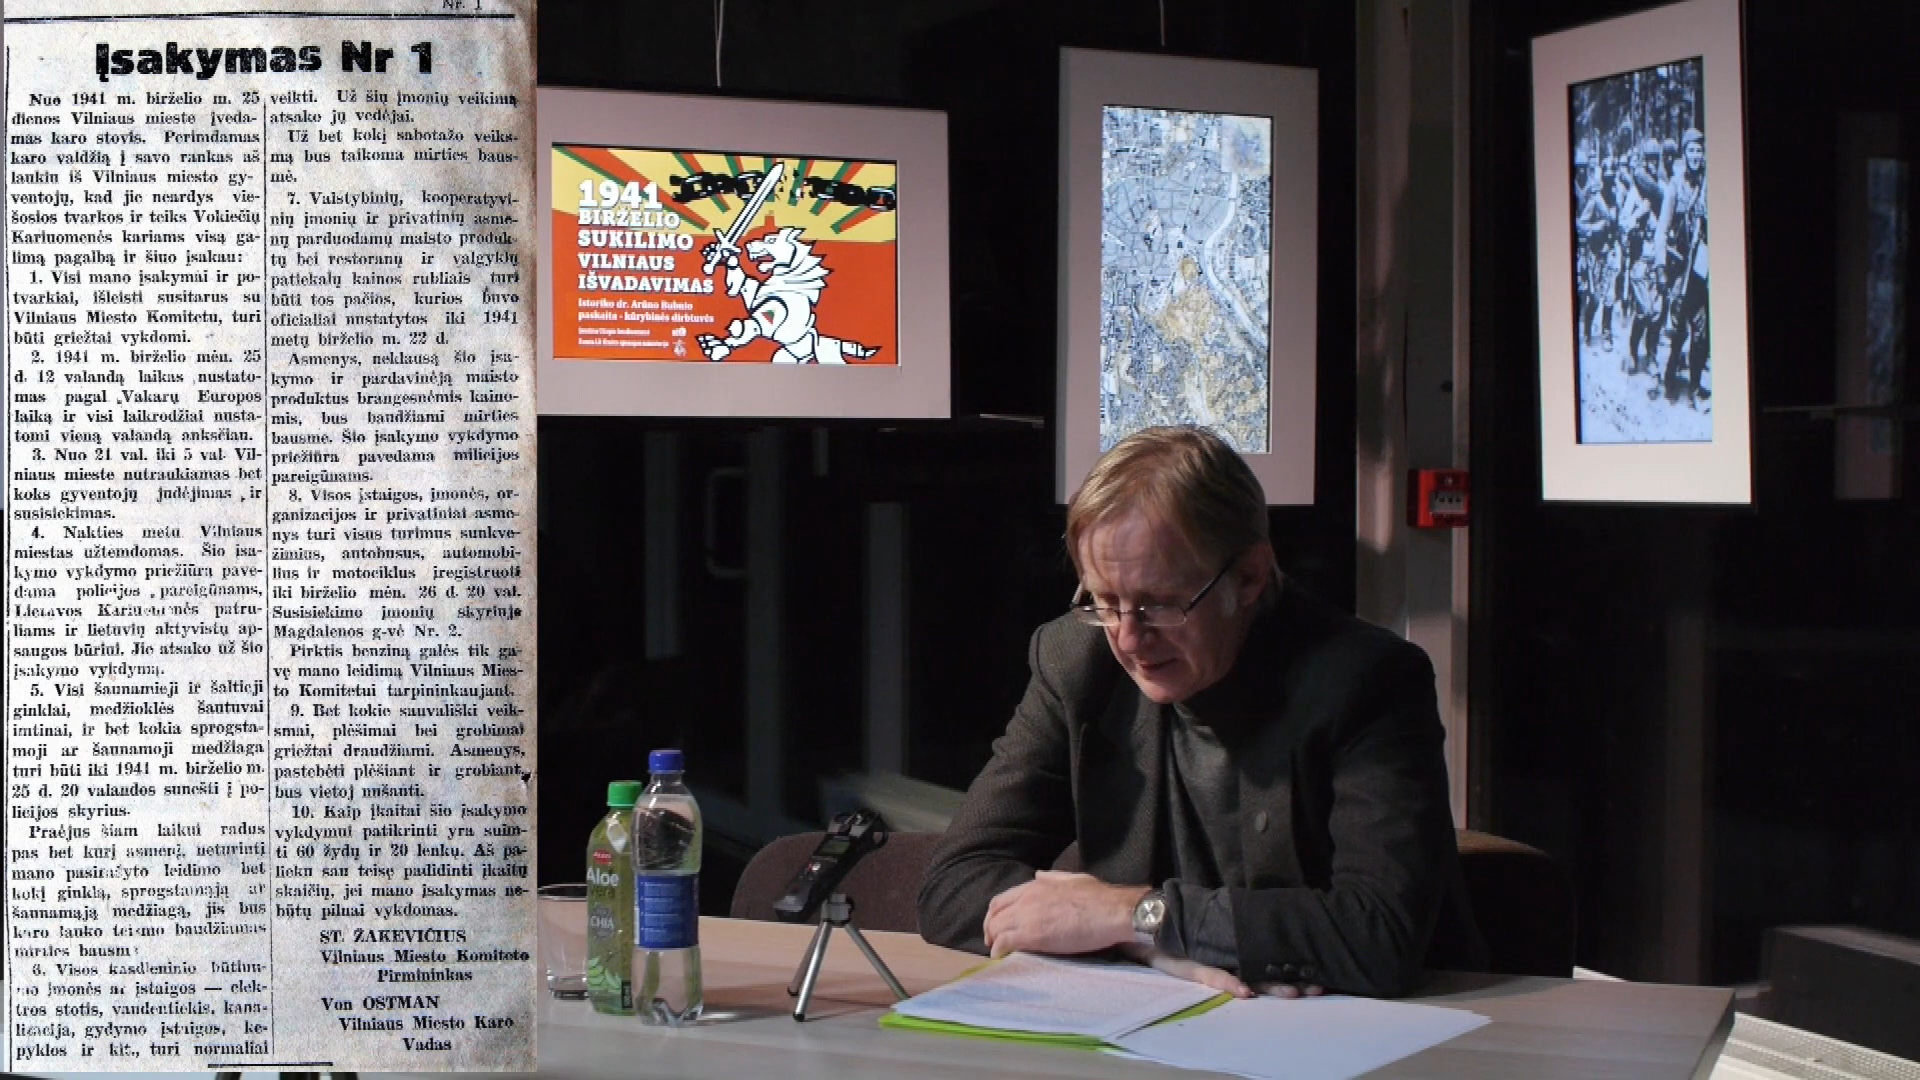 Nr. 1
Įsakymas Nr 1
Nuo 1941 m. birželio m. 25
dienos Vilniaus mieste įveda-
mas karo stovis. Perimdamas
karo valdžią į savo rankas aš
laukiu iš Vilniaus miesto gy-
ventojų, kad jie neardys vie-
šosios tvarkos ir teiks Vokiečių
Kariuomenės kariams visą ga-
limą pagalbą ir šiuo įsakau:
1. Visi mano įsakymai ir po-
tvarkiai, išleisti susitarus su
Vilniaus Miesto Komitetu, turi
būti griežtai vykdomi.
2. 1941 m. birželio mėn. 25
d. 12 valandą laikas nustato-
mas pagal Vakarų Europos
laiką ir visi laikrodžiai nusta-
tomi vieną valandą anksčiau.
3. Nuo 21 val. iki 5 val. Vil-
niaus mieste nutraukiamas bet
koks gyventojų judėjimas ir
susisiekimas.
4. Nakties metu Vilniaus
miestas užtemdomas. Šio įsa-
kymo vykdymo priežiūra pave-
dama policijos pareigūnams,
Lietuvos Kariuomenės patru-
liams ir lietuvių aktyvistų ap-
saugos būriui. Jie atsako už šio
įsakymo vykdymą.
5. Visi šaunamieji ir šaltieji
ginklai, medžioklės šautuvai
imtinai, ir bet kokia sprogsta-
moji ar šaunamoji medžiaga
turi būti iki 1941 m. birželio m.
25 d. 20 valandos sunešti į po-
licijos skyrius.
Praėjus šiam laikui radus
pas bet kurį asmenį, neturintį
mano pasirašyto leidimo bet
kokį ginklą, sprogstamąją ar
šaunamąją medžiagą, jis bus
karo lauko teismo baudžiamas
mirties bausme
6. Visos kasdieninio būtinu-
mo įmonės ar įstaigos — elek-
tros stotis, vandentiekis, kana-
lizacija, gydymo įstaigos, ke-
pyklos ir kit., turi normaliai
veikti. Už šių įmonių veikimą
atsako jų vedėjai.
Už bet kokį sabotažo veiks-
mą bus taikoma mirties baus-
mė.
7. Valstybinių, kooperatyvi-
nių įmonių ir privatinių asme-
nų parduodamų maisto produk-
tų bei restoranų ir valgyklų
patiekalų kainos rubliais turi
būti tos pačios, kurios buvo
oficialiai nustatytos iki 1941
metų birželio m. 22 d.
Asmenys, neklausą šio įsa-
kymo ir pardavinėją maisto
produktus brangesnėmis kaino-
mis, bus baudžiami mirties
bausme. Šio įsakymo vykdymo
priežiūra pavedama milicijos
pareigūnams.
8. Visos įstaigos, įmonės, or-
ganizacijos ir privatiniai asme-
nys turi visus turimus sunkve-
žimius, autobusus, automobi-
lius ir motociklus įregistruoti
iki birželio mėn. 26 d. 20 val.
Susisiekimo įmonių skyriuje
Magdalenos g-vė Nr. 2.
Pirktis benziną galės tik ga-
vę mano leidimą Vilniaus Mies-
to Komitetui tarpininkaujant.
9. Bet kokie sauvališki veik-
smai, plėšimai bei grobimai
griežtai draudžiami. Asmenys,
pastebėti plėšiant ir grobiant,
bus vietoj nušauti.
10. Kaip įkaitai šio įsakymo
vykdymui patikrinti yra suim-
ti 60 žydų ir 20 lenkų. Aš pa-
lieku sau teisę padidinti įkaitų
skaičių, jei mano įsakymas ne-
būtų pilnai vykdomas.
ST. ŽAKEVIČIUS
Vilniaus Miesto Komiteto
Pirmininkas
Von OSTMAN
Vilniaus Miesto Karo
Vadas
1941
BIRŽELIO
SUKILIMO
VILNIAUS
IŠVADAVIMAS
Istoriko dr. Arūno Bubnio
paskaita - kūrybinės dirbtuvės
Aloe
vera
CHIA